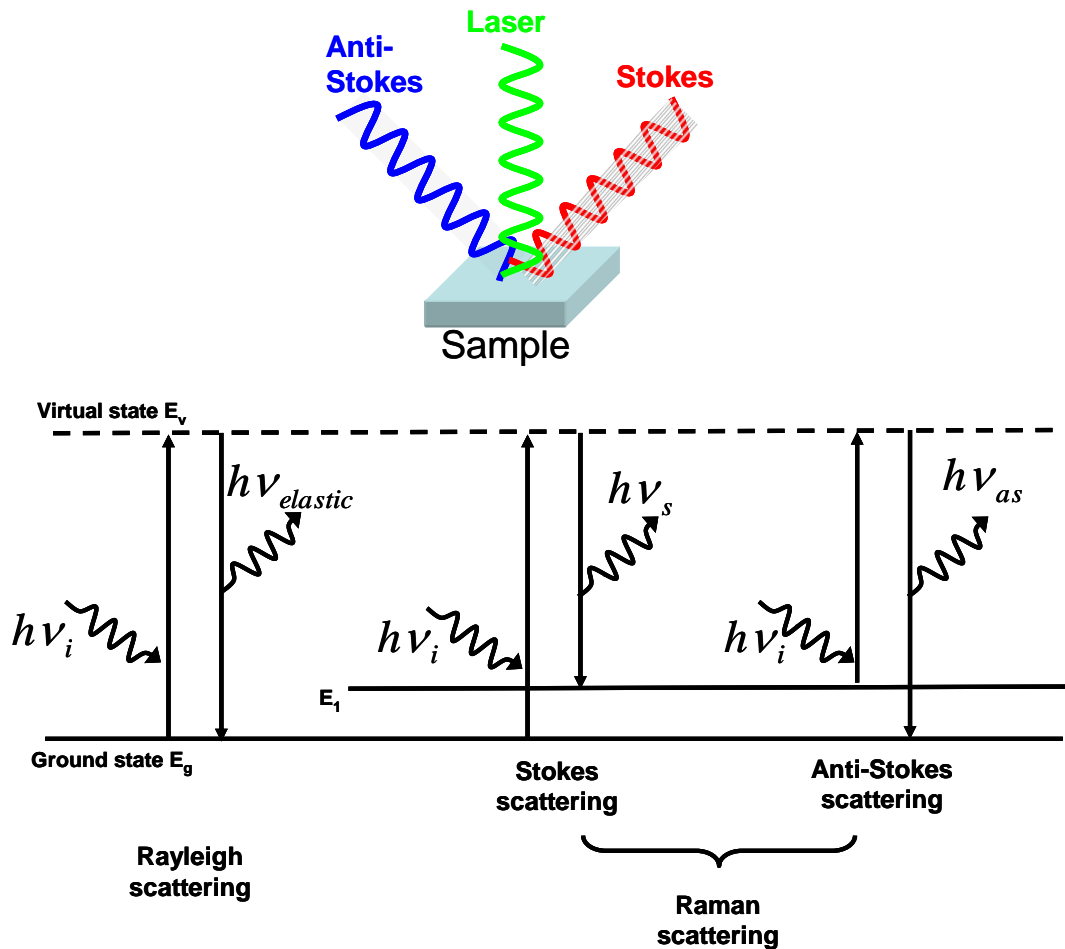 Laser
Anti-
Stokes
Stokes
Sample
Virtual state E_v
hν_elastic
hν_s
hν_as
hν_i
hν_i
hν_i
E_1
Ground state E_g
Stokes
scattering
Anti-Stokes
scattering
Rayleigh
scattering
Raman
scattering